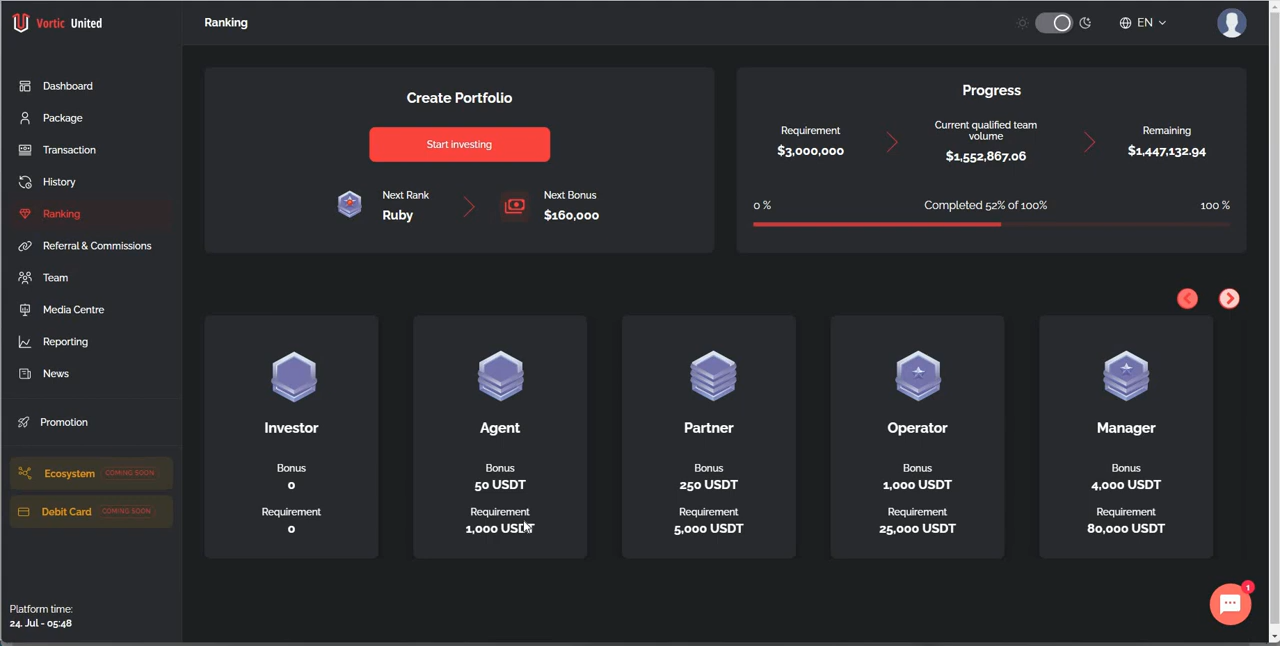 Vortic United
Ranking
EN
Dashboard
Package
Transaction
History
Ranking
Referral & Commissions
Team
Media Centre
Reporting
News
Promotion
Ecosystem COMING SOON
Debit Card COMING SOON
Platform time:
24. Jul - 05:48
Create Portfolio
Start investing
Next Rank
Ruby
Next Bonus
$160,000
Progress
Requirement
$3,000,000
Current qualified team
volume
$1,552,867.06
Remaining
$1,447,132.94
0 %
Completed 52% of 100%
100 %
Investor
Bonus
0
Requirement
0
Agent
Bonus
50 USDT
Requirement
1,000 USDT
Partner
Bonus
250 USDT
Requirement
5,000 USDT
Operator
Bonus
1,000 USDT
Requirement
25,000 USDT
Manager
Bonus
4,000 USDT
Requirement
80,000 USDT
1